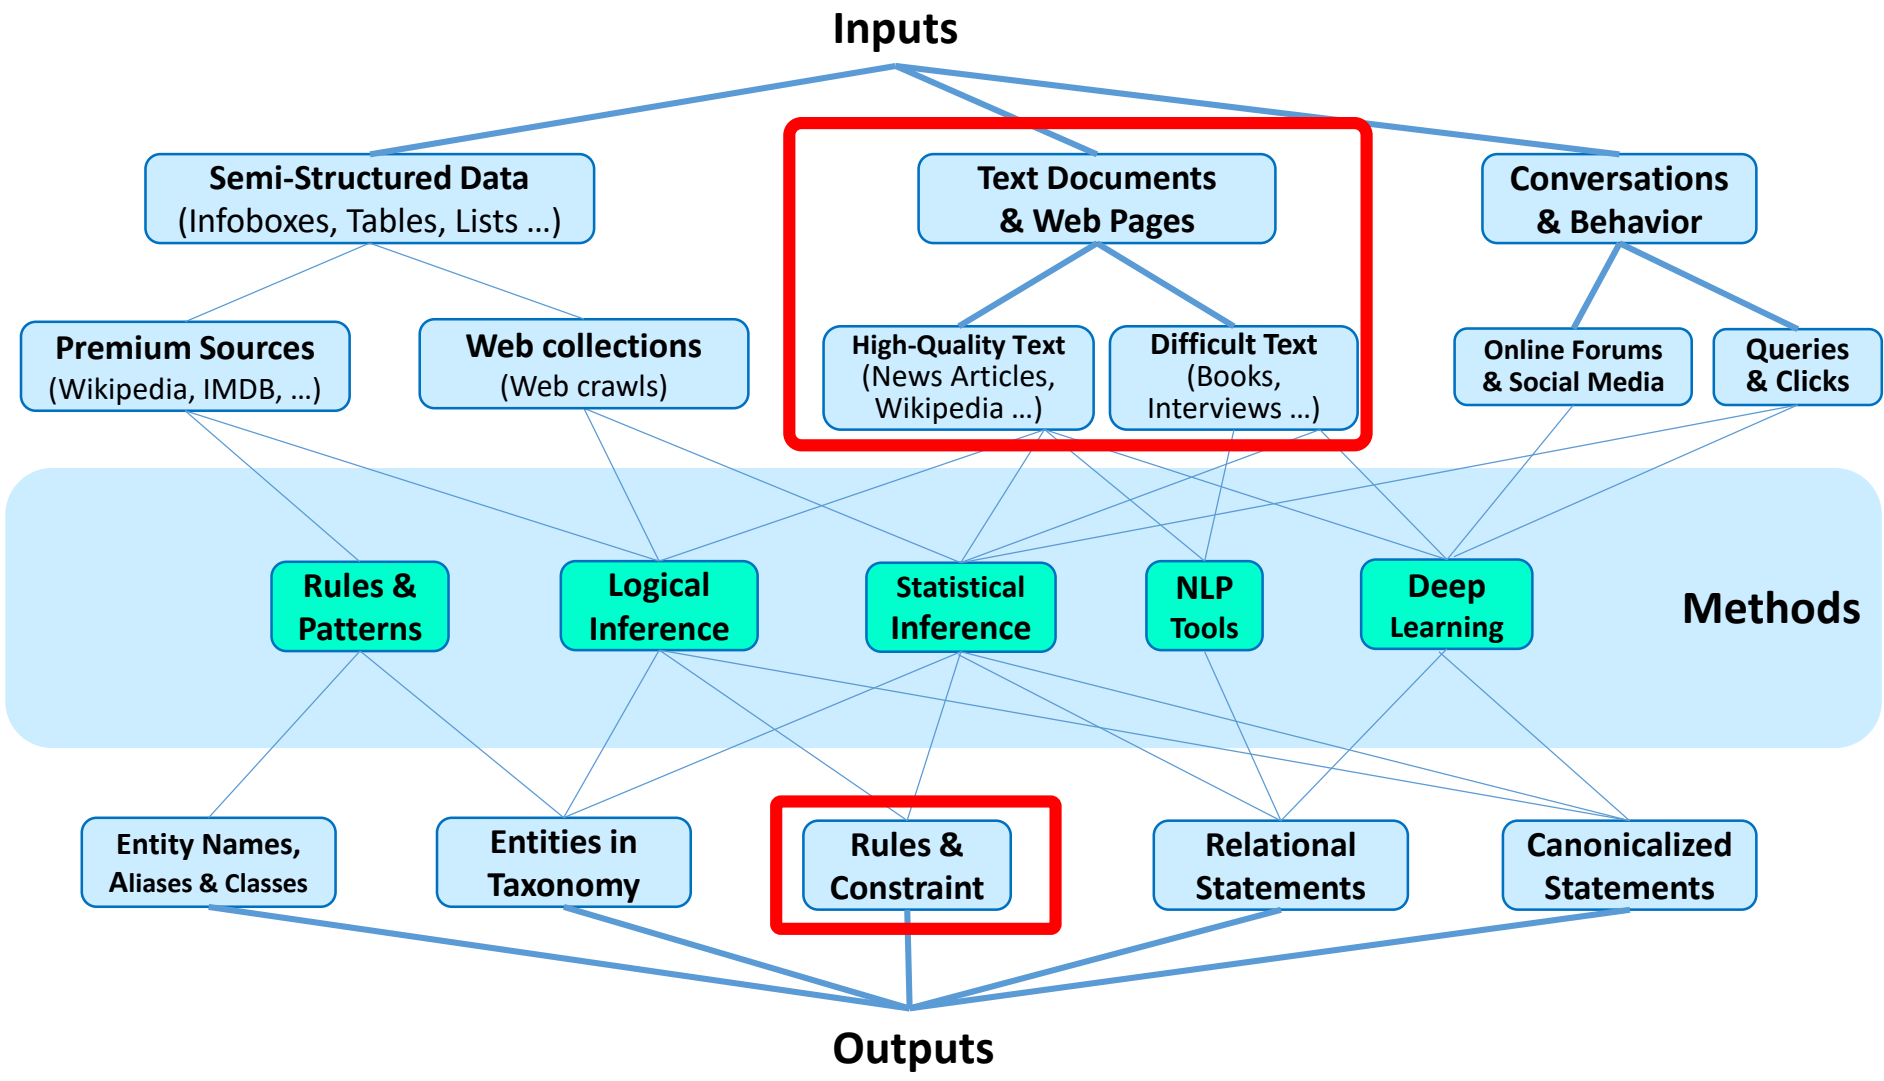 Inputs
Semi-Structured Data
(Infoboxes, Tables, Lists ...)
Text Documents
& Web Pages
Conversations
& Behavior
Premium Sources
(Wikipedia, IMDB, ...)
Web collections
(Web crawls)
High-Quality Text
(News Articles,
Wikipedia ...)
Difficult Text
(Books,
Interviews ...)
Online Forums
& Social Media
Queries
& Clicks
Rules &
Patterns
Logical
Inference
Statistical
Inference
NLP
Tools
Deep
Learning
Methods
Entity Names,
Aliases & Classes
Entities in
Taxonomy
Rules &
Constraint
Relational
Statements
Canonicalized
Statements
Outputs